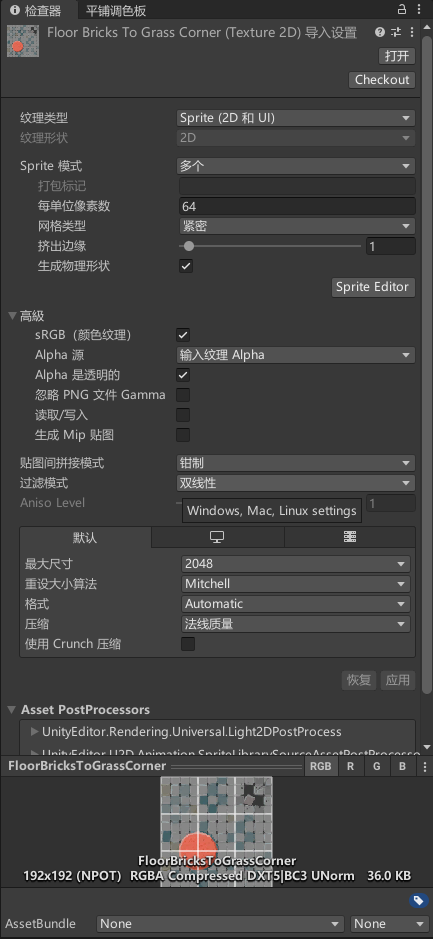 检查器 平铺调色板
Floor Bricks To Grass Corner (Texture 2D) 导入设置
打开
Checkout
纹理类型 Sprite (2D 和 UI)
纹理形状 2D
Sprite 模式 多个
打包标记
每单位像素数 64
网格类型 紧密
挤出边缘 1
生成物理形状
Sprite Editor
高级
sRGB（颜色纹理）
Alpha 源 输入纹理 Alpha
Alpha 是透明的
忽略 PNG 文件 Gamma
读取/写入
生成 Mip 贴图
贴图间拼接模式 钳制
过滤模式 双线性
Aniso Level 1
Windows, Mac, Linux settings
默认
最大尺寸 2048
重设大小算法 Mitchell
格式 Automatic
压缩 法线质量
使用 Crunch 压缩
恢复 应用
Asset PostProcessors
UnityEditor.Rendering.Universal.Light2DPostProcess
UnityEditor.U2D.Animation.SpriteLibrarySourceAssetPostProcesso
FloorBricksToGrassCorner RGB R G B
FloorBricksToGrassCorner
192x192 (NPOT) RGBA Compressed DXT5|BC3 UNorm 36.0 KB
AssetBundle None None